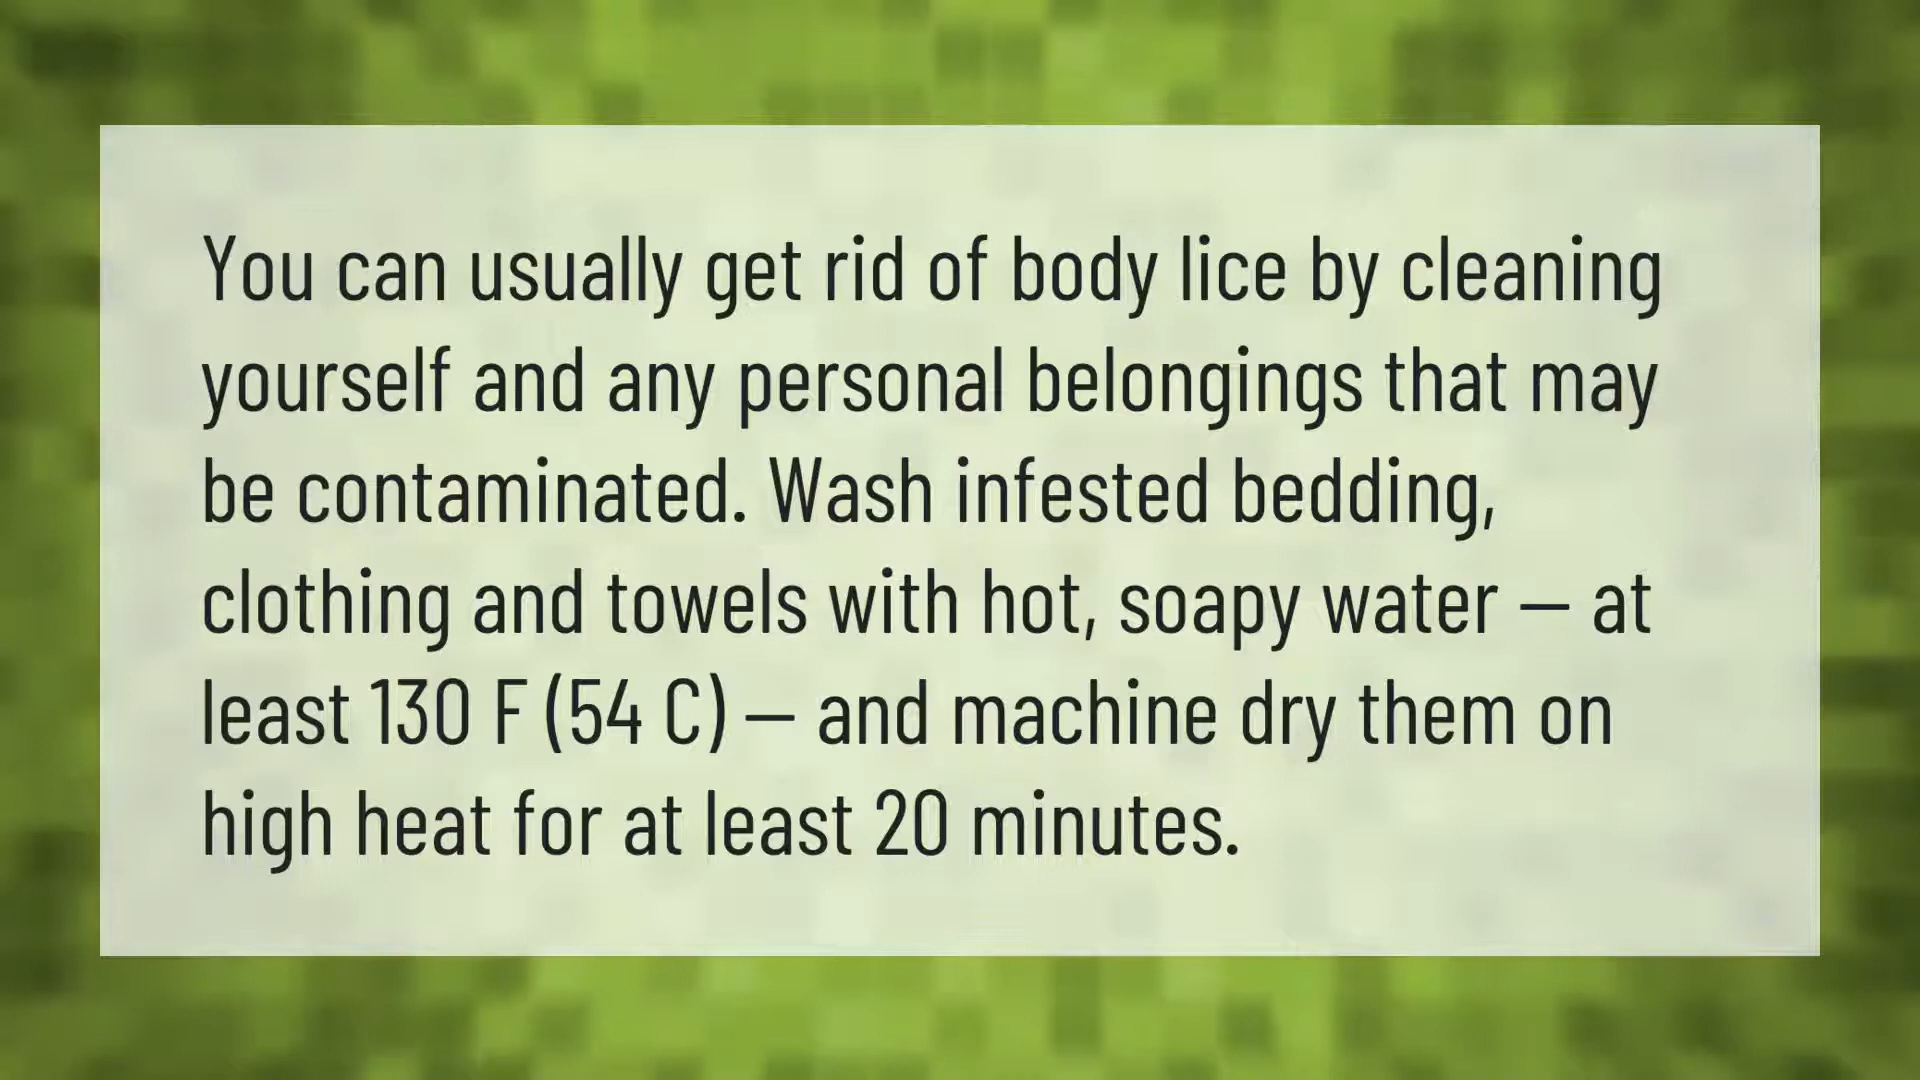 You can usually get rid of body lice by cleaning
yourself and any personal belongings that may
be contaminated. Wash infested bedding,
clothing and towels with hot, soapy water — at
least 130 F (54 C) — and machine dry them on
high heat for at least 20 minutes.